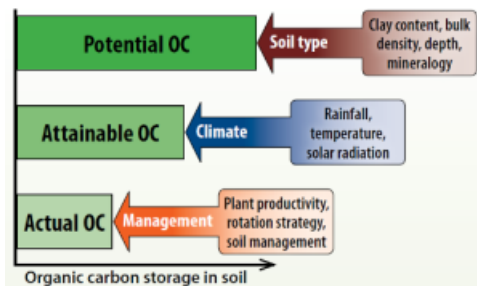 Potential OC
Soil type
Clay content, bulk
density, depth,
mineralogy
Attainable OC
Climate
Rainfall,
temperature,
solar radiation
Actual OC
Management
Plant productivity,
rotation strategy,
soil management
Organic carbon storage in soil